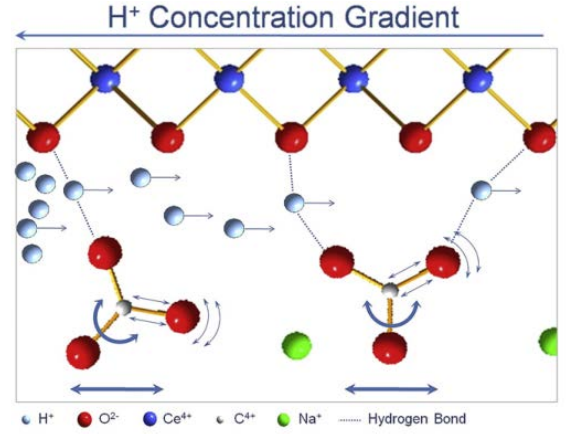 H⁺ Concentration Gradient
H⁺ O²⁻ Ce⁴⁺ C⁴⁺ Na⁺ Hydrogen Bond